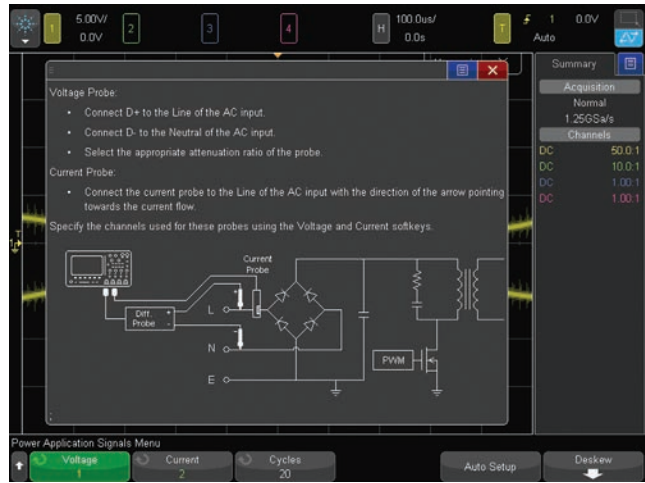 1
5.00V/
0.0V
2
3
4
H
100.0us/
0.0s
T
1
0.0V
Auto
Summary
Acquisition
Normal
1.25GSa/s
Channels
DC 50.0:1
DC 10.0:1
DC 1.00:1
DC 1.00:1
Voltage Probe:
• Connect D+ to the Line of the AC input.
• Connect D- to the Neutral of the AC input.
• Select the appropriate attenuation ratio of the probe.
Current Probe:
• Connect the current probe to the Line of the AC input with the direction of the arrow pointing
towards the current flow.
Specify the channels used for these probes using the Voltage and Current softkeys.
Current
Probe
Diff. +
Probe -
+
L
-
N
E
PWM
T
1
Power Application Signals Menu
Voltage
1
Current
2
Cycles
20
Auto Setup
Deskew